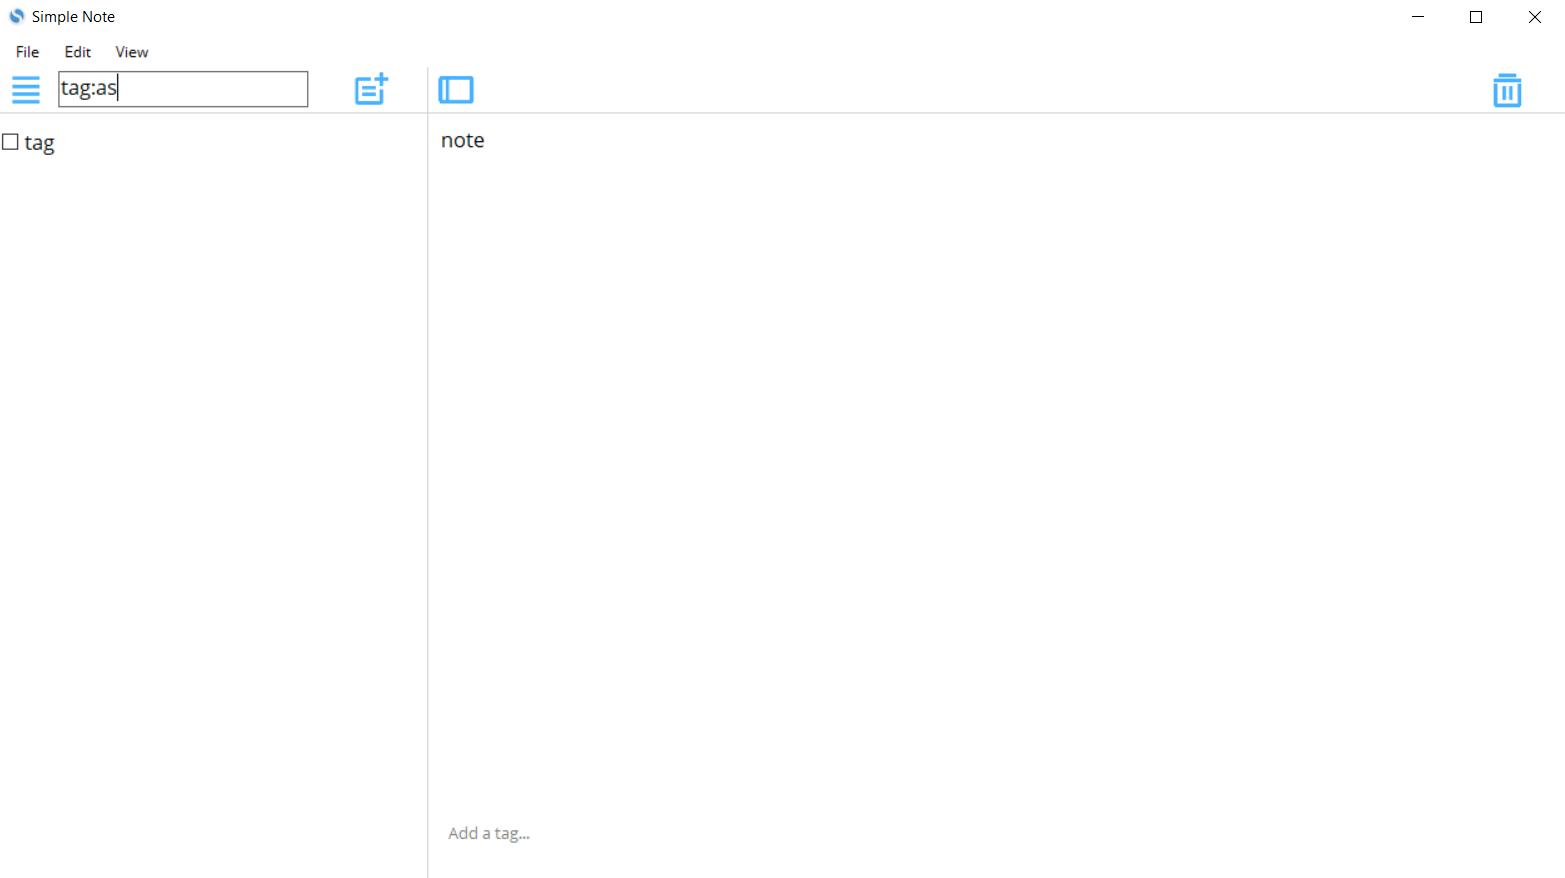 Simple Note
File Edit View
tag:as
tag
note
Add a tag...